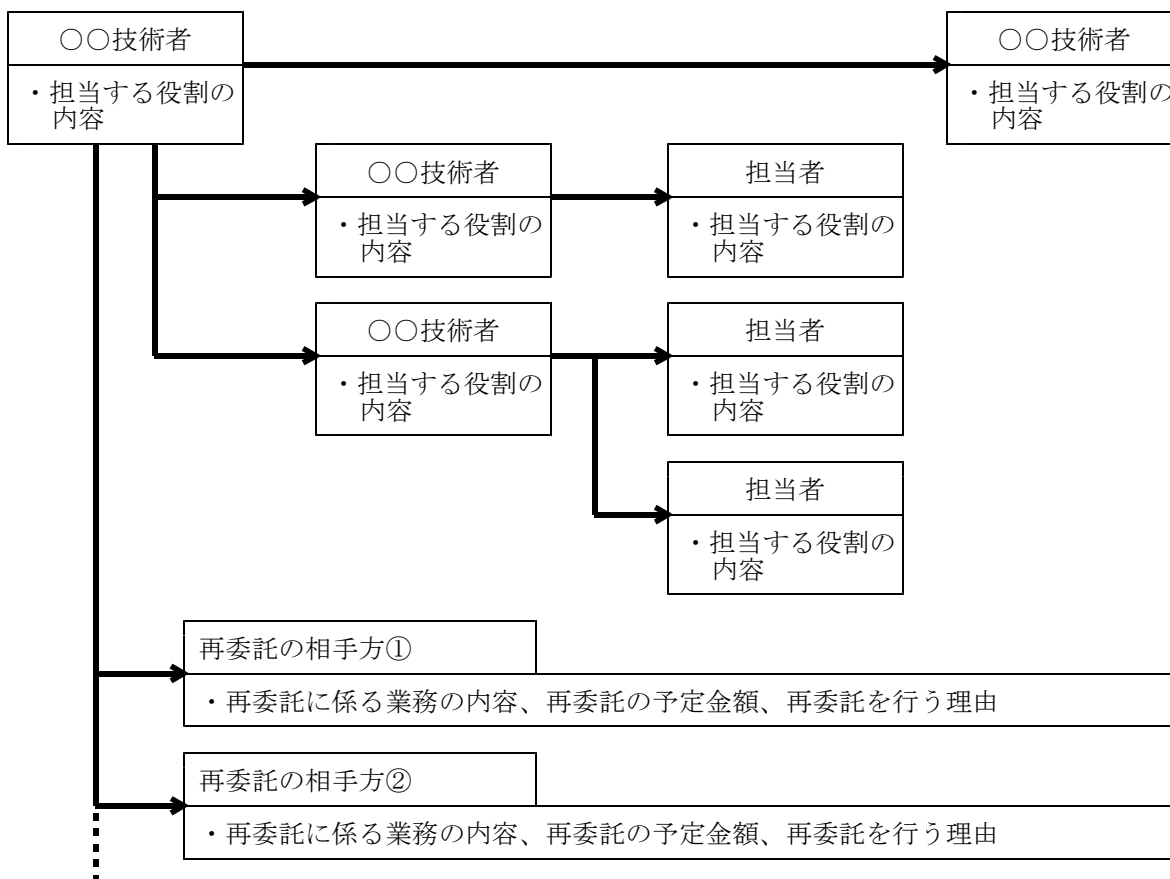 〇〇技術者
・担当する役割の
内容
〇〇技術者
・担当する役割の
内容
〇〇技術者
・担当する役割の
内容
担当者
・担当する役割の
内容
〇〇技術者
・担当する役割の
内容
担当者
・担当する役割の
内容
担当者
・担当する役割の
内容
再委託の相手方①
・再委託に係る業務の内容、再委託の予定金額、再委託を行う理由
再委託の相手方②
・再委託に係る業務の内容、再委託の予定金額、再委託を行う理由